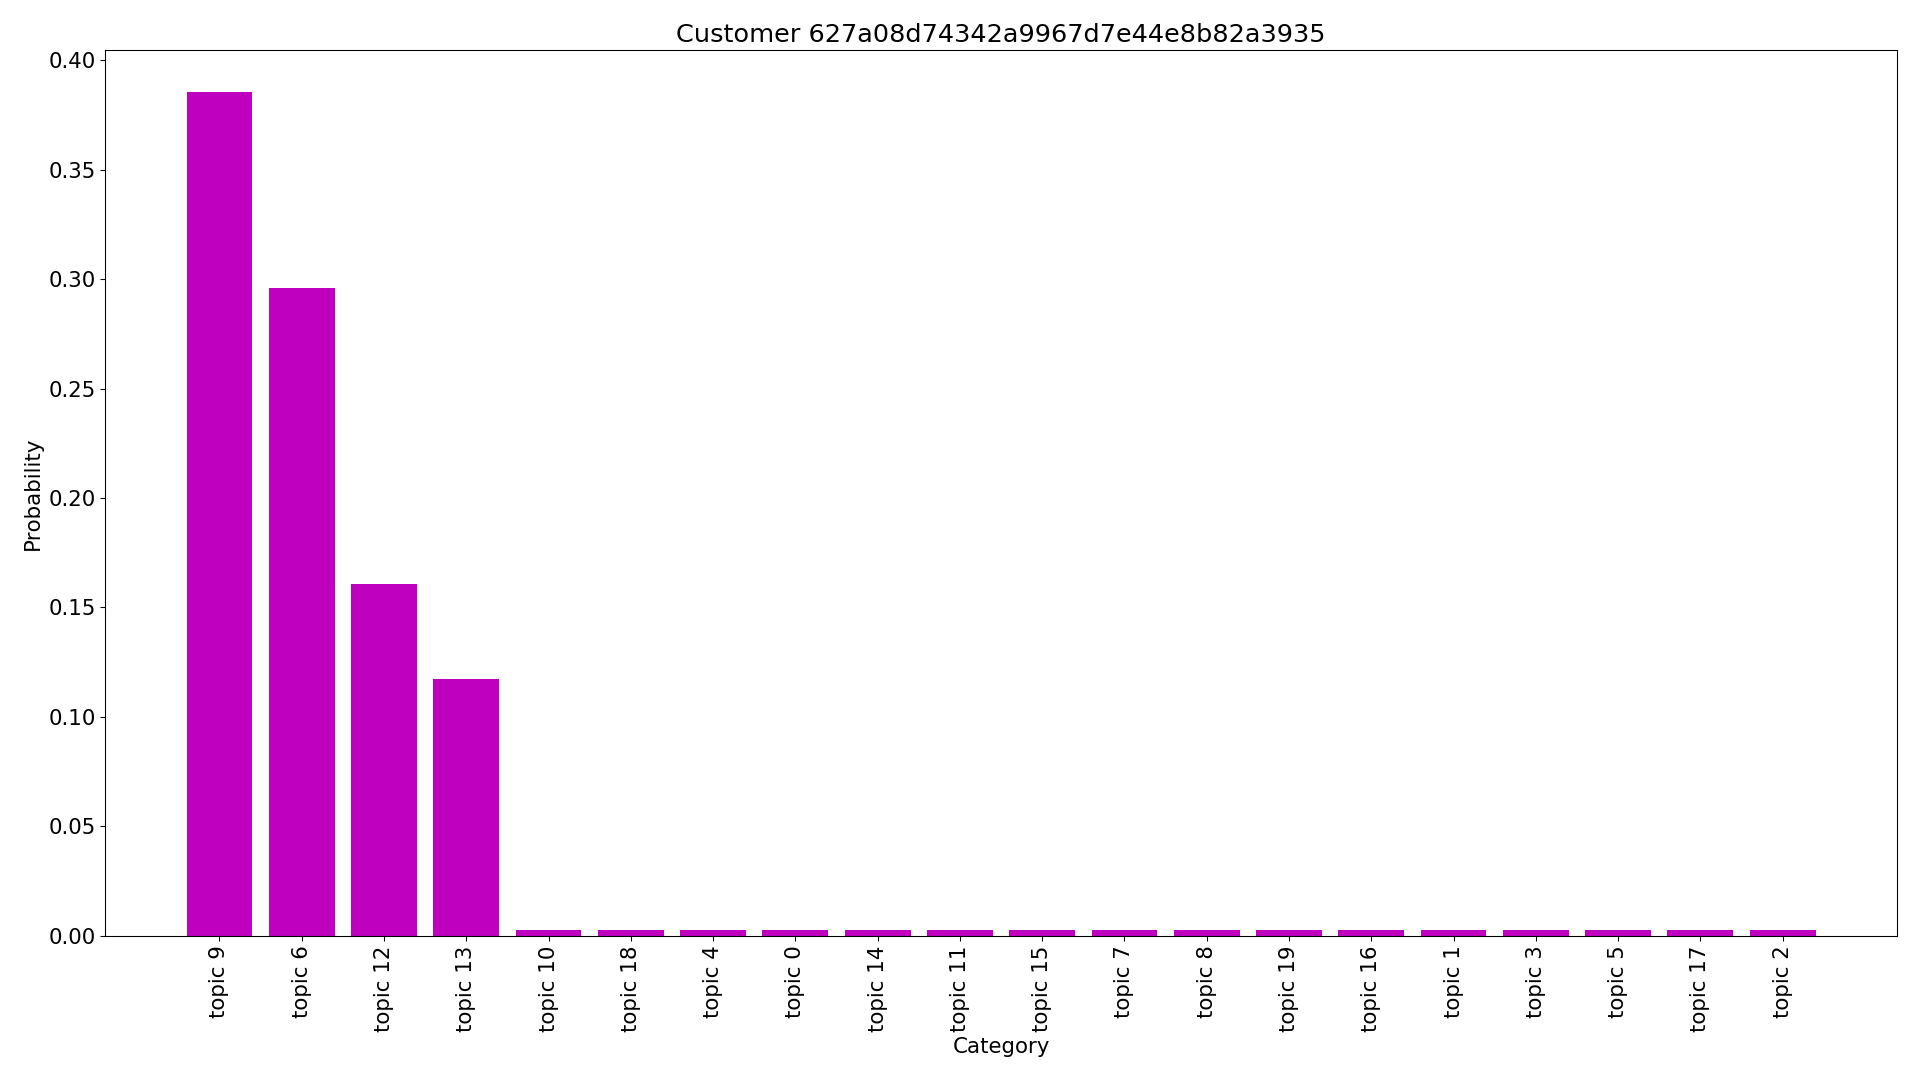 Customer 627a08d74342a9967d7e44e8b82a3935
0.40
0.35
0.30
0.25
0.20
0.15
0.10
0.05
0.00
Probability
topic 9
topic 6
topic 12
topic 13
topic 10
topic 18
topic 4
topic 0
topic 14
topic 11
topic 15
topic 7
topic 8
topic 19
topic 16
topic 1
topic 3
topic 5
topic 17
topic 2
Category